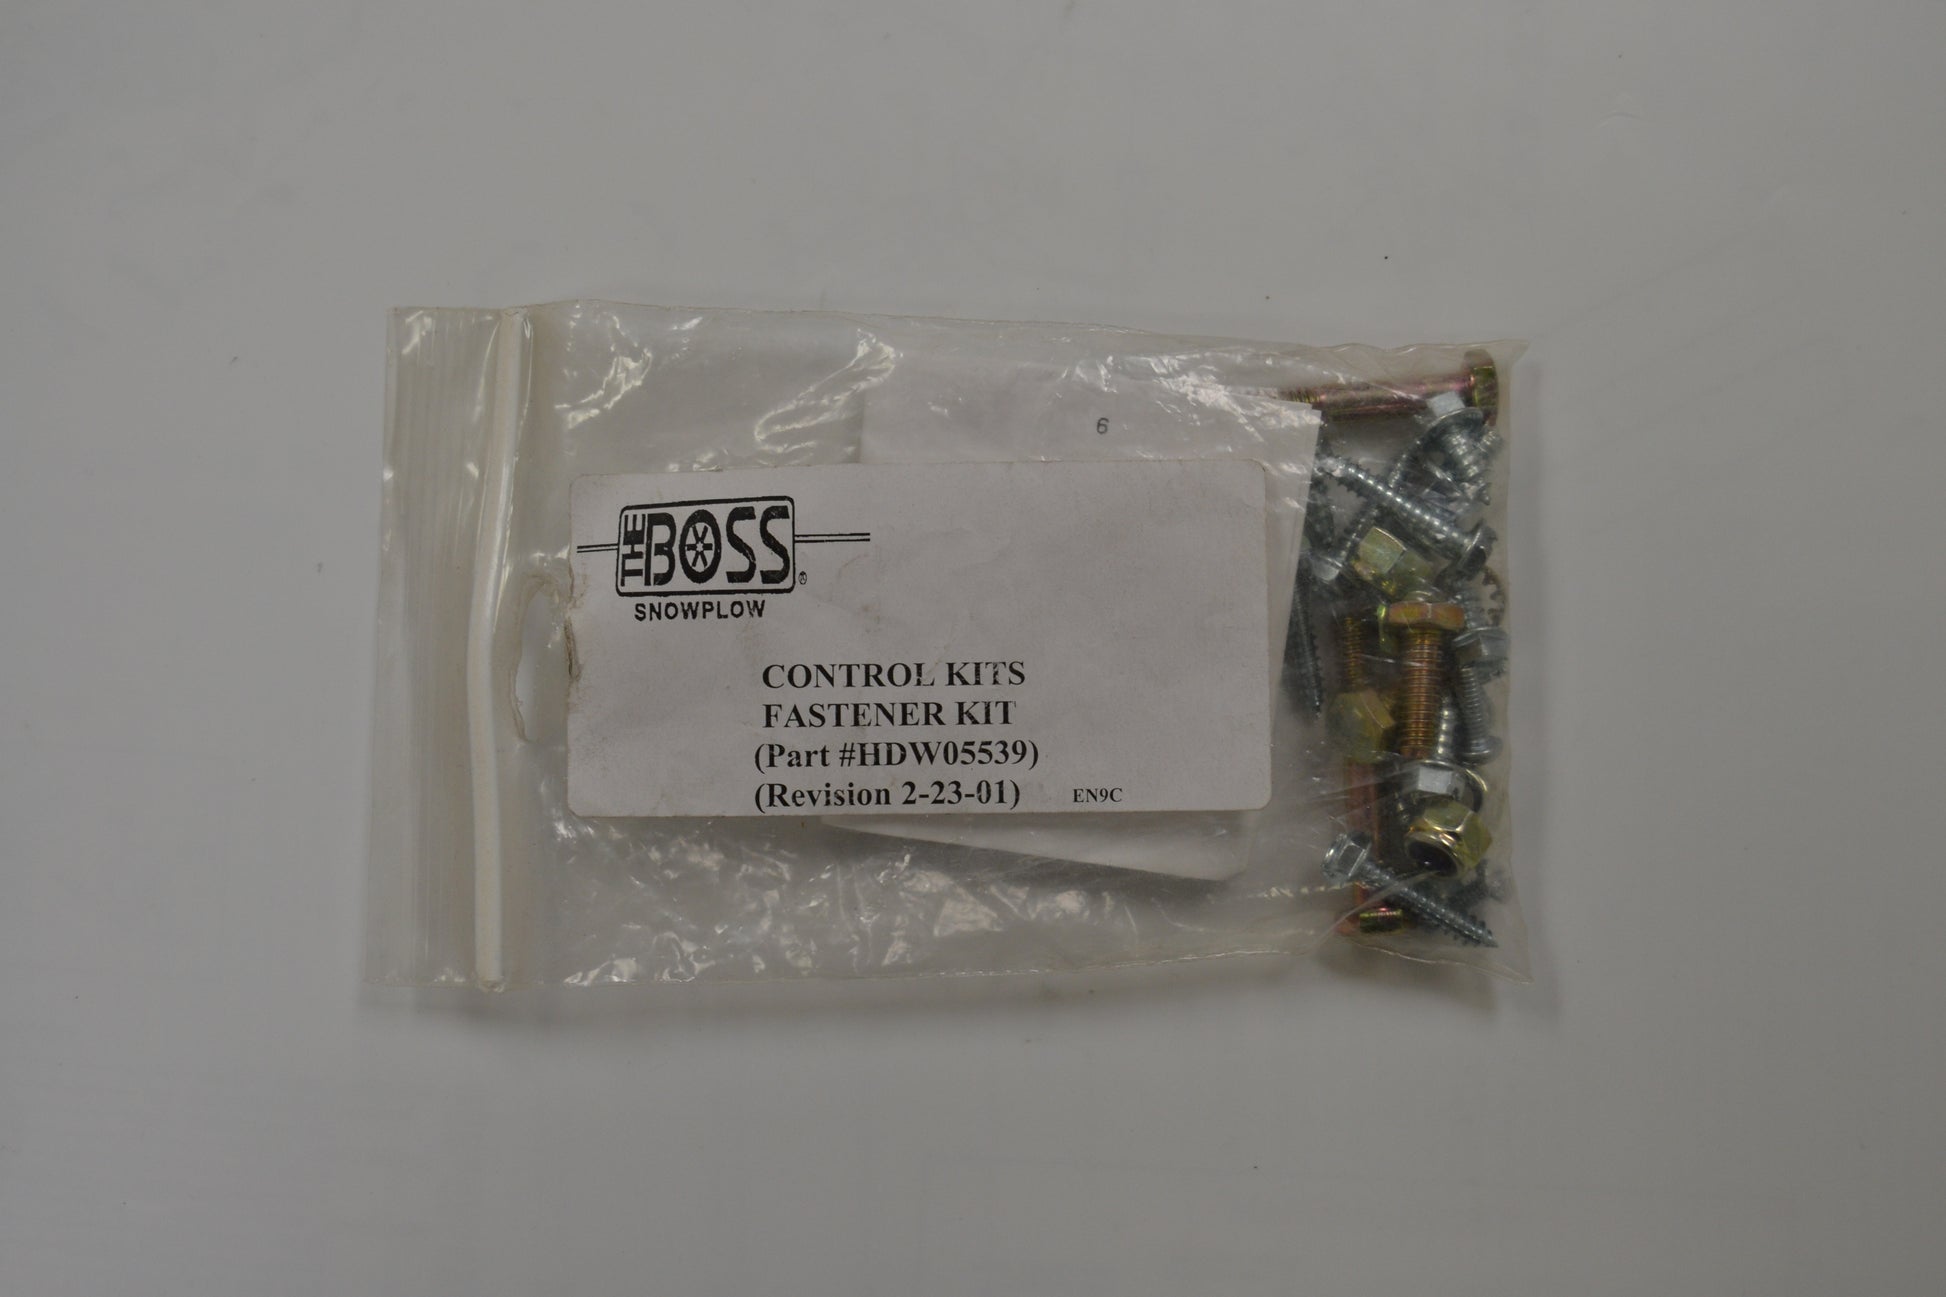 6
THE BOSS®
SNOWPLOW
CONTROL KITS
FASTENER KIT
(Part #HDW05539)
(Revision 2-23-01) EN9C